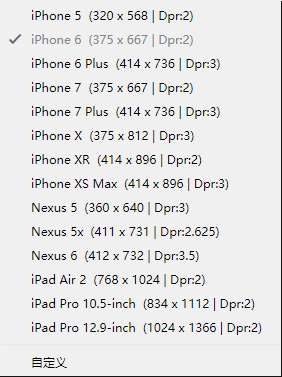 iPhone 5 (320 x 568 | Dpr:2)
iPhone 6 (375 x 667 | Dpr:2)
iPhone 6 Plus (414 x 736 | Dpr:3)
iPhone 7 (375 x 667 | Dpr:2)
iPhone 7 Plus (414 x 736 | Dpr:3)
iPhone X (375 x 812 | Dpr:3)
iPhone XR (414 x 896 | Dpr:2)
iPhone XS Max (414 x 896 | Dpr:3)
Nexus 5 (360 x 640 | Dpr:3)
Nexus 5x (411 x 731 | Dpr:2.625)
Nexus 6 (412 x 732 | Dpr:3.5)
iPad Air 2 (768 x 1024 | Dpr:2)
iPad Pro 10.5-inch (834 x 1112 | Dpr:2)
iPad Pro 12.9-inch (1024 x 1366 | Dpr:2)
自定义